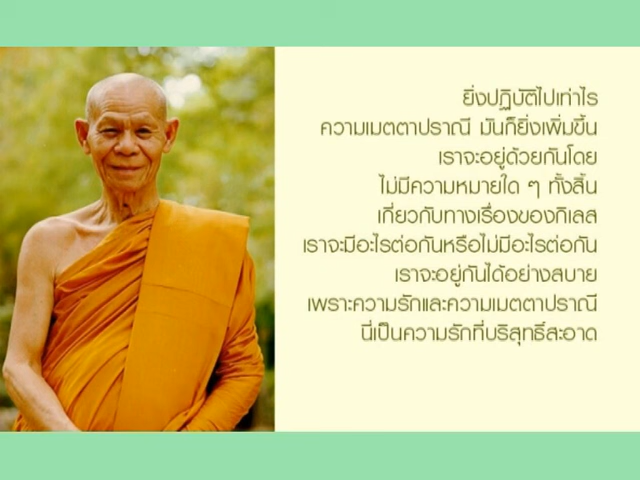 ยิ่งปฏิบัติไปเท่าไร
ความเมตตาปราณี มันก็ยิ่งเพิ่มขึ้น
เราจะอยู่ด้วยกันโดย
ไม่มีความหมายใด ๆ ทั้งสิ้น
เกี่ยวกับทางเรื่องของกิเลส
เราจะมีอะไรต่อกันหรือไม่มีอะไรต่อกัน
เราจะอยู่กันได้อย่างสบาย
เพราะความรักและความเมตตาปราณี
นี่เป็นความรักที่บริสุทธิ์สะอาด